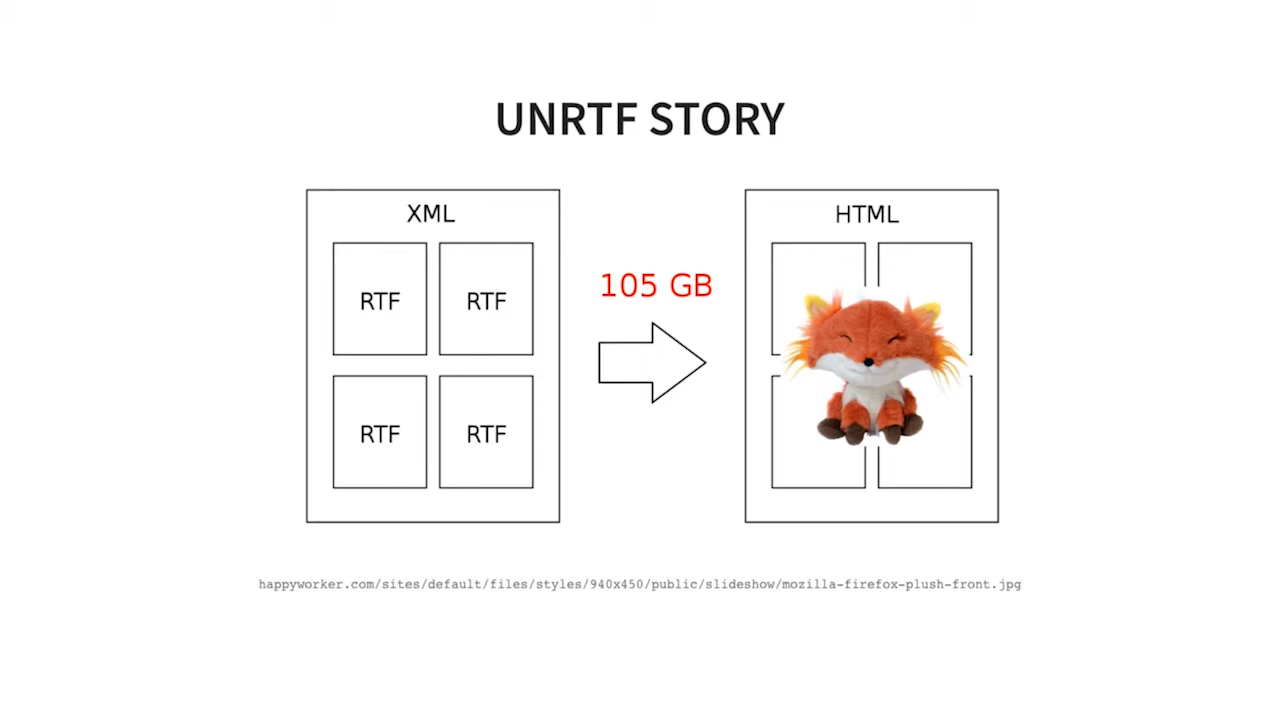 UNRTF STORY
XML
HTML
RTF
RTF
105 GB
RTF
RTF
happyworker.com/sites/default/files/styles/940x450/public/slideshow/mozilla-firefox-plush-front.jpg